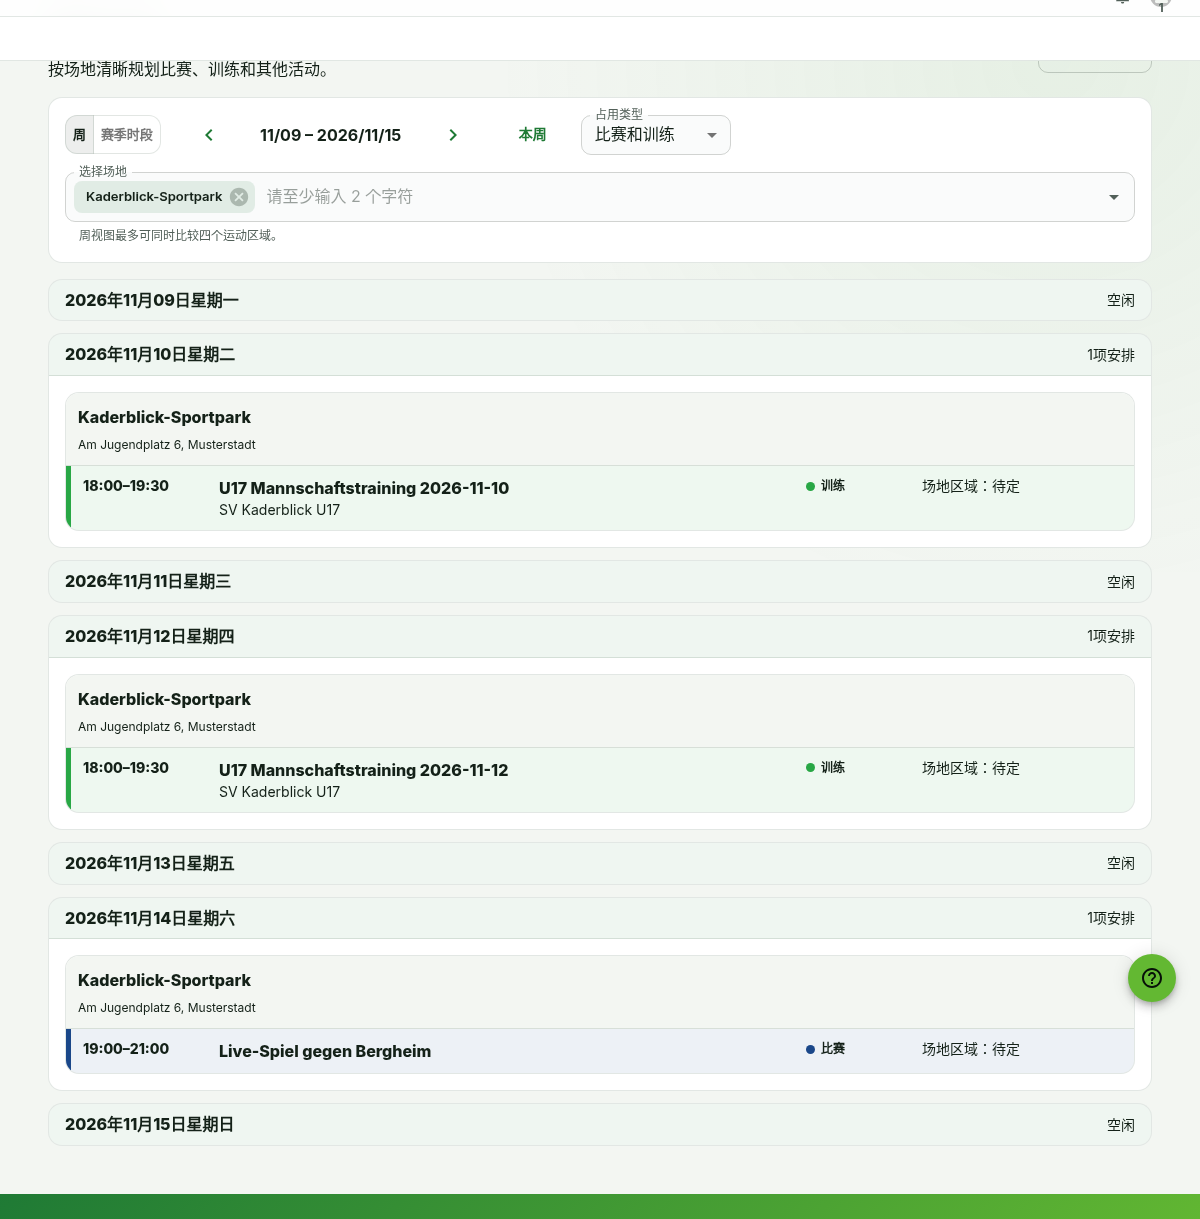 1
按场地清晰规划比赛、训练和其他活动。
周 赛季时段 11/09 – 2026/11/15 本周 占用类型 比赛和训练
选择场地
Kaderblick-Sportpark 请至少输入 2 个字符
周视图最多可同时比较四个运动区域。
2026年11月09日星期一 空闲
2026年11月10日星期二 1项安排
Kaderblick-Sportpark
Am Jugendplatz 6, Musterstadt
18:00–19:30 U17 Mannschaftstraining 2026-11-10 训练 场地区域：待定
SV Kaderblick U17
2026年11月11日星期三 空闲
2026年11月12日星期四 1项安排
Kaderblick-Sportpark
Am Jugendplatz 6, Musterstadt
18:00–19:30 U17 Mannschaftstraining 2026-11-12 训练 场地区域：待定
SV Kaderblick U17
2026年11月13日星期五 空闲
2026年11月14日星期六 1项安排
Kaderblick-Sportpark
Am Jugendplatz 6, Musterstadt
19:00–21:00 Live-Spiel gegen Bergheim 比赛 场地区域：待定
2026年11月15日星期日 空闲